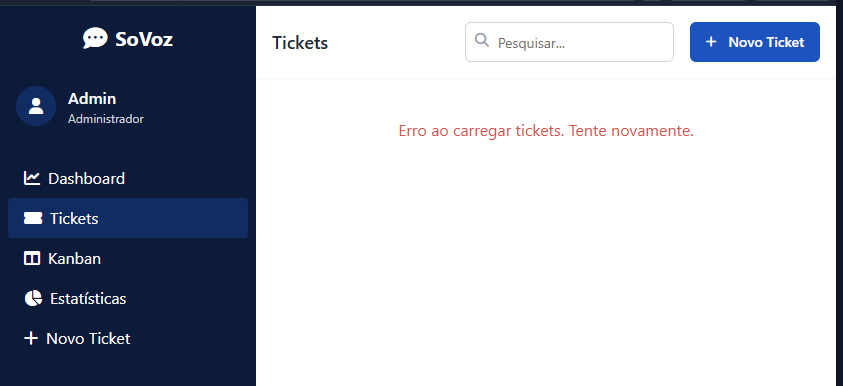 SoVoz
Admin
Administrador
Dashboard
Tickets
Kanban
Estatísticas
Novo Ticket
Tickets
Pesquisar...
+ Novo Ticket
Erro ao carregar tickets. Tente novamente.